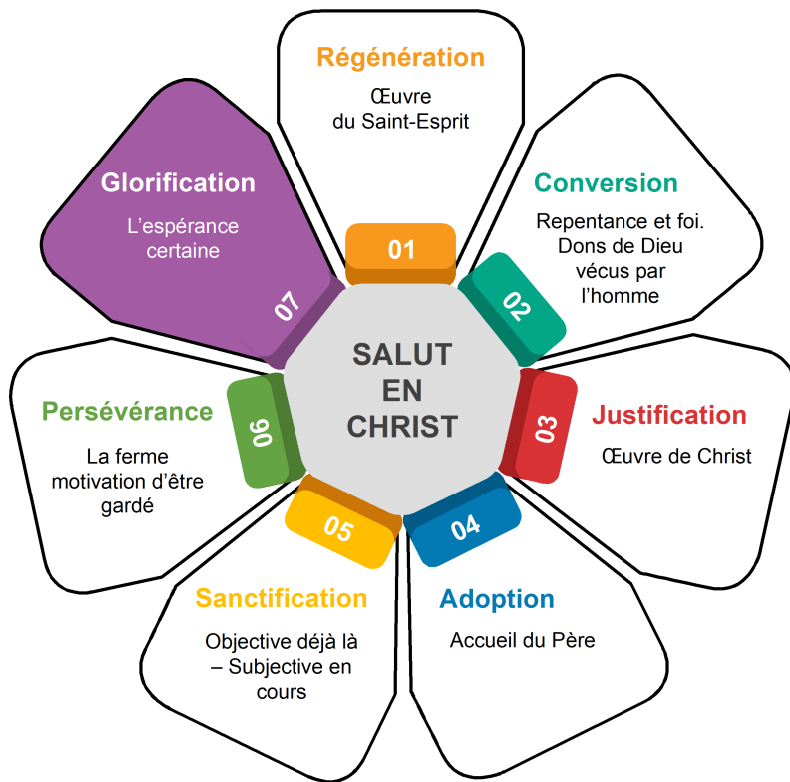 SALUT
EN
CHRIST
01
Régénération
Œuvre
du Saint-Esprit
02
Conversion
Repentance et foi.
Dons de Dieu
vécus par
l’homme
03
Justification
Œuvre de Christ
04
Adoption
Accueil du Père
05
Sanctification
Objective déjà là
– Subjective en
cours
06
Persévérance
La ferme
motivation d’être
gardé
07
Glorification
L’espérance
certaine